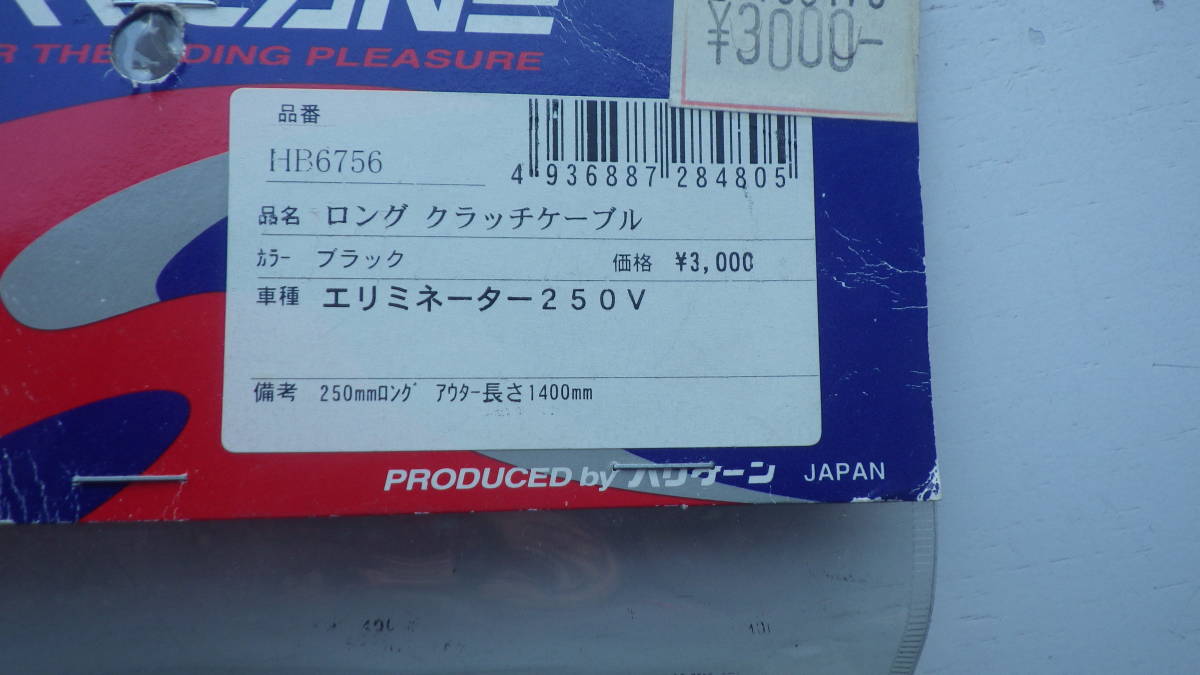 ¥3000-
PLEASURE
品番
HB6756
4 936887 284805
品名 ロング クラッチケーブル
カラー ブラック 価格 ¥3,000
車種 エリミネーター250V
備考 250mmロング アウター長さ1400mm
PRODUCED by ハリケーン JAPAN